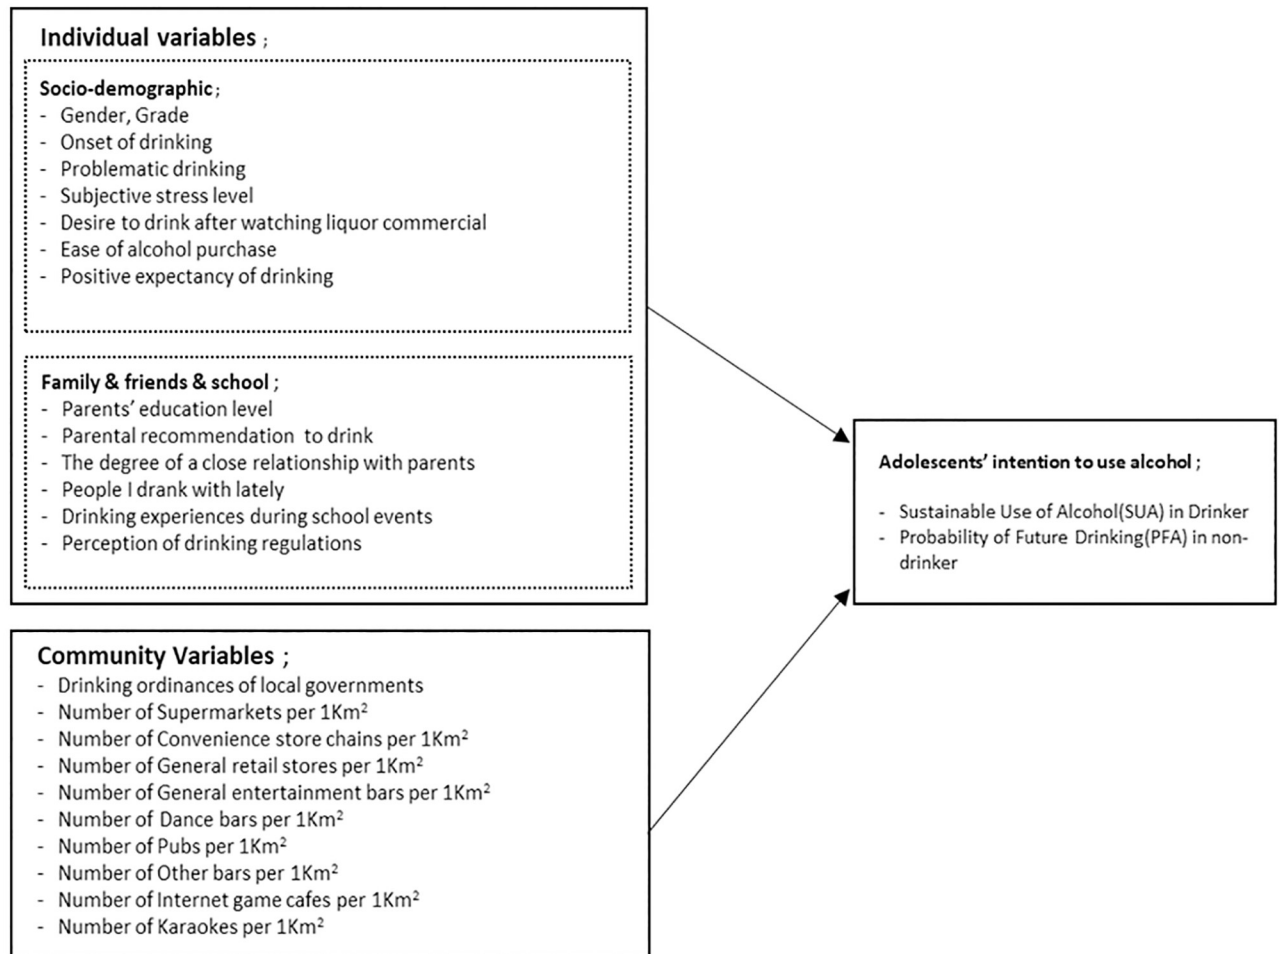 Individual variables ;
Socio-demographic ;
- Gender, Grade
- Onset of drinking
- Problematic drinking
- Subjective stress level
- Desire to drink after watching liquor commercial
- Ease of alcohol purchase
- Positive expectancy of drinking
Family & friends & school ;
- Parents’ education level
- Parental recommendation to drink
- The degree of a close relationship with parents
- People I drank with lately
- Drinking experiences during school events
- Perception of drinking regulations
Community Variables ;
- Drinking ordinances of local governments
- Number of Supermarkets per 1Km²
- Number of Convenience store chains per 1Km²
- Number of General retail stores per 1Km²
- Number of General entertainment bars per 1Km²
- Number of Dance bars per 1Km²
- Number of Pubs per 1Km²
- Number of Other bars per 1Km²
- Number of Internet game cafes per 1Km²
- Number of Karaokes per 1Km²
Adolescents’ intention to use alcohol ;
- Sustainable Use of Alcohol(SUA) in Drinker
- Probability of Future Drinking(PFA) in non-
drinker